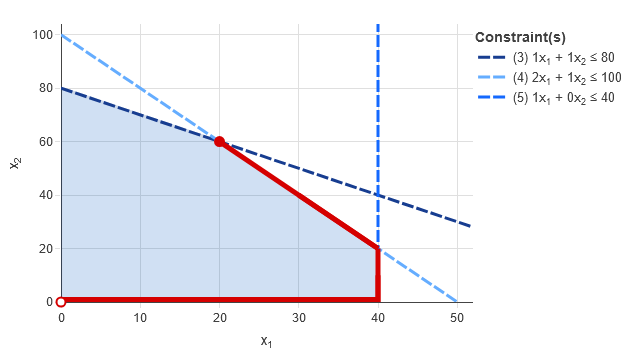 Constraint(s)
(3) 1x₁ + 1x₂ ≤ 80
(4) 2x₁ + 1x₂ ≤ 100
(5) 1x₁ + 0x₂ ≤ 40
100
80
60
40
20
0
x₂
0 10 20 30 40 50
x₁